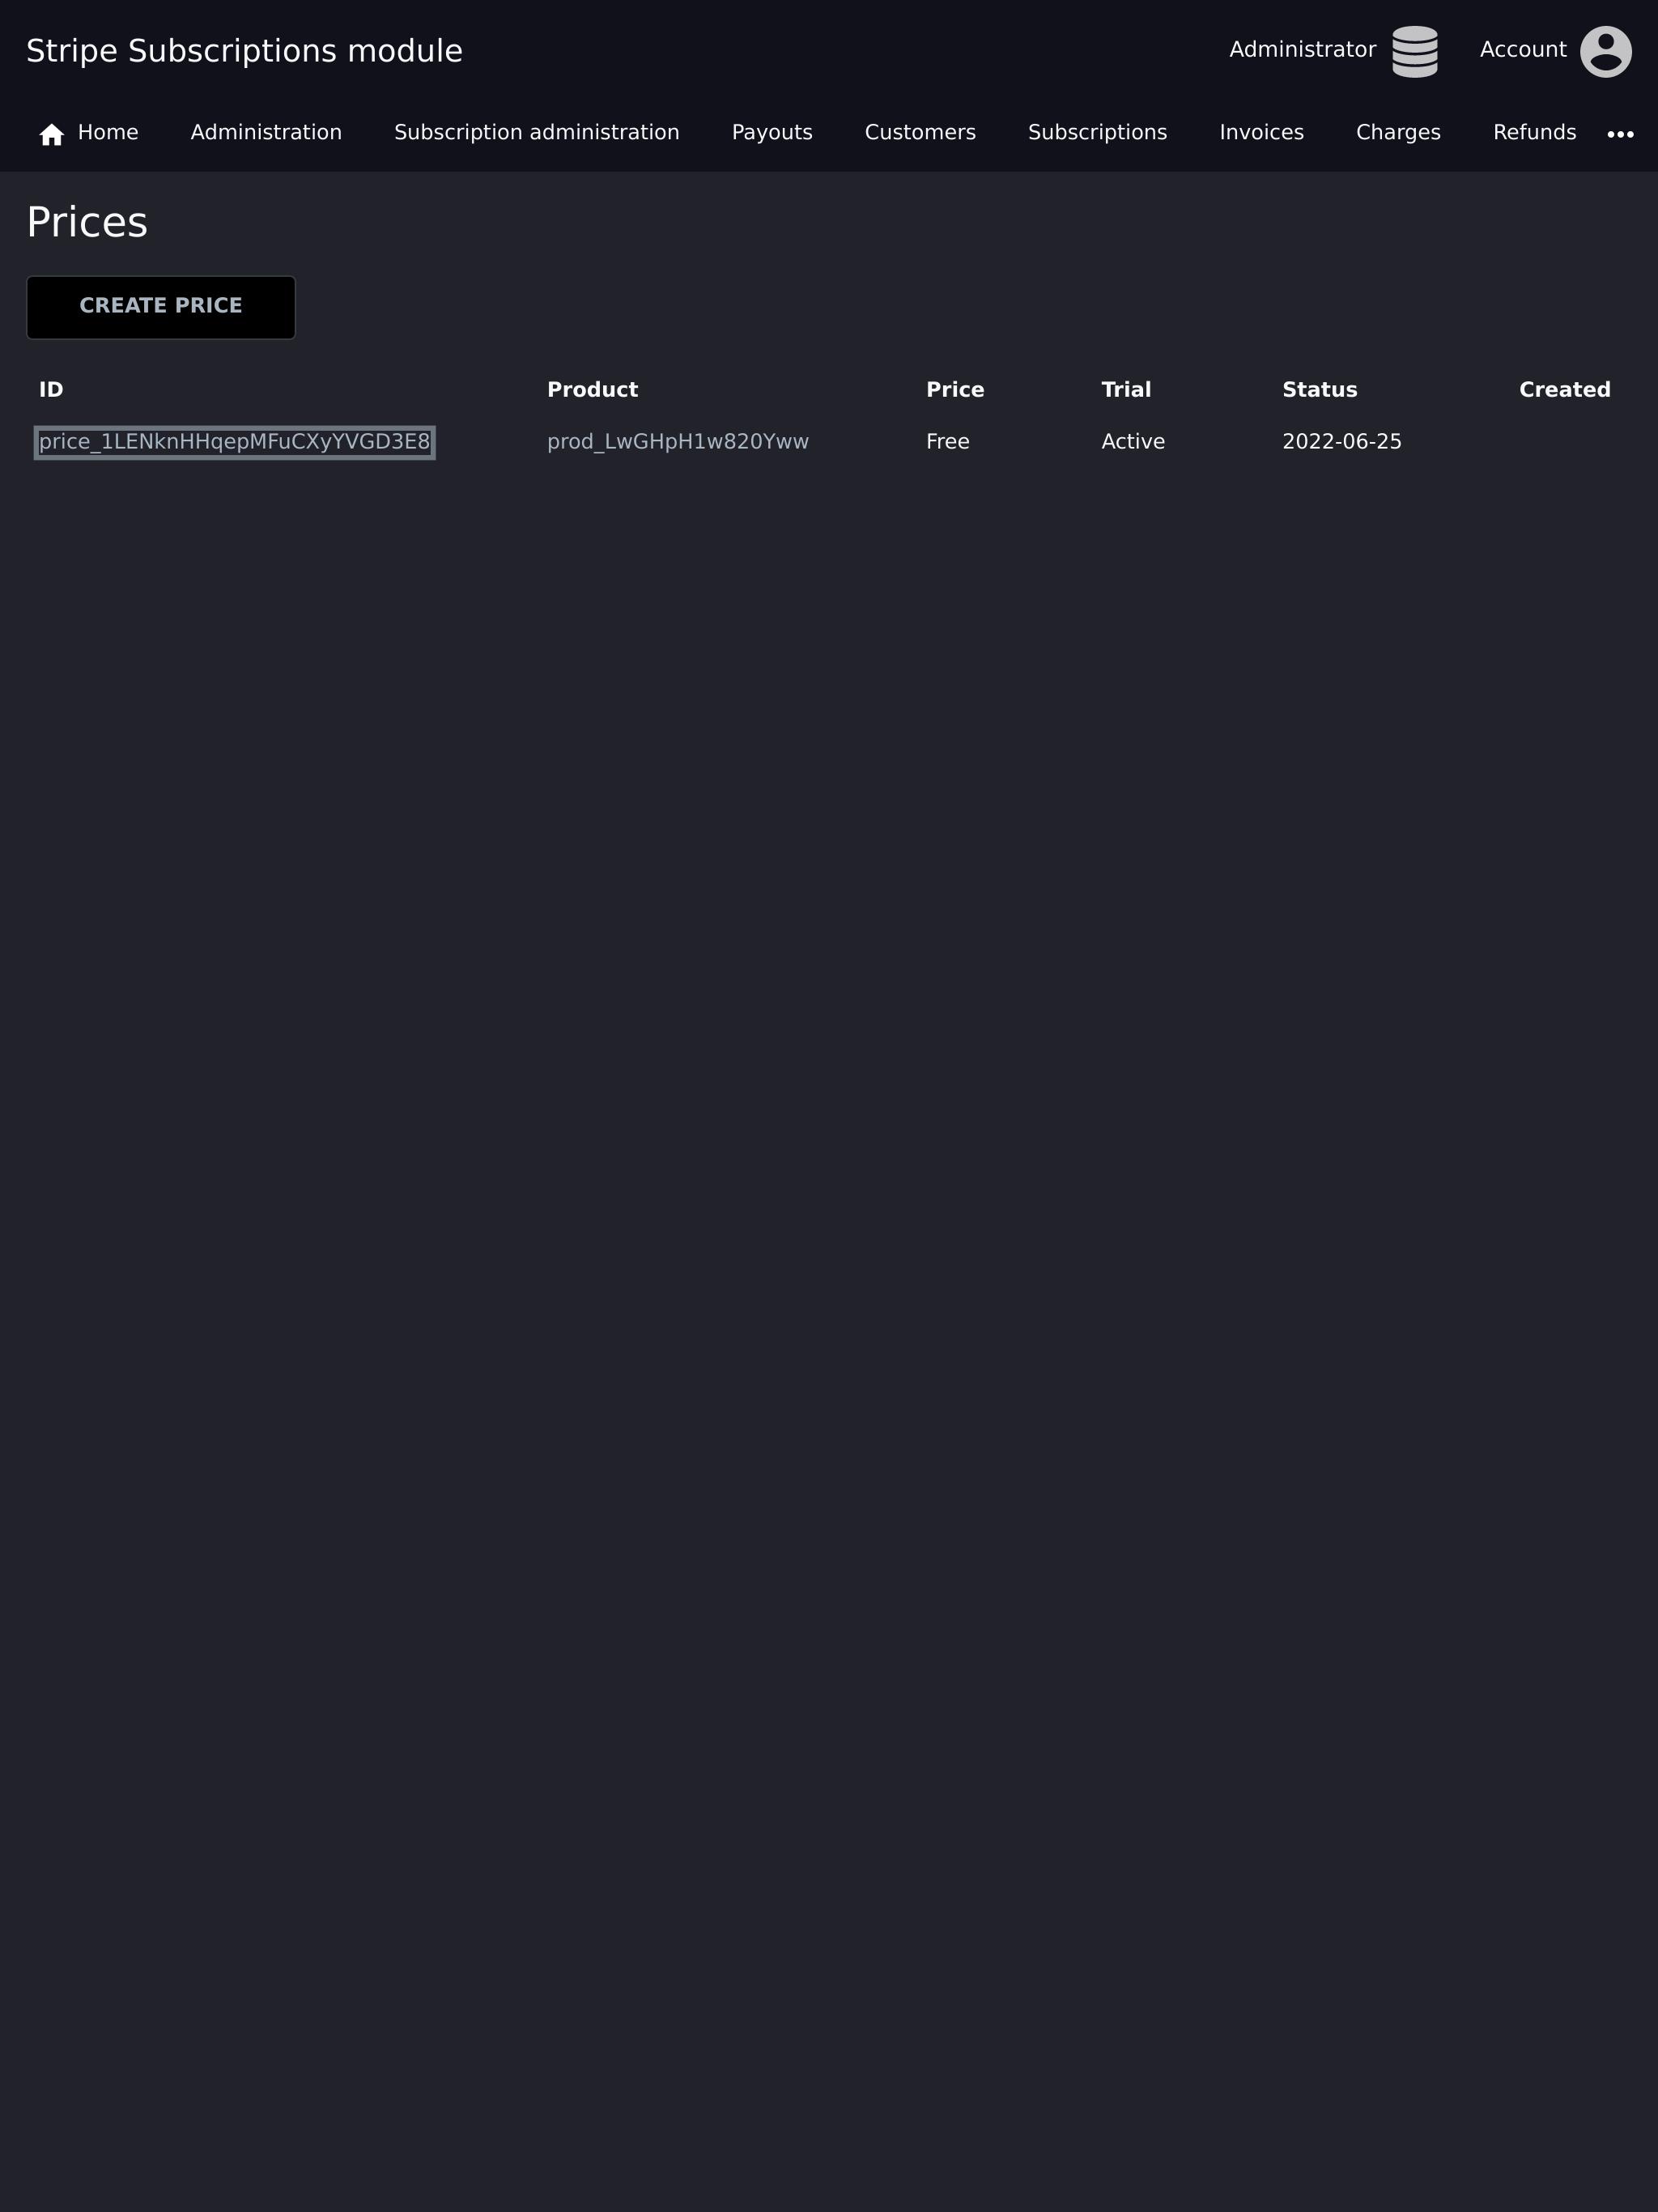 Stripe Subscriptions module
Administrator
Account
Home Administration Subscription administration Payouts Customers Subscriptions Invoices Charges Refunds •••
Prices
CREATE PRICE
ID Product Price Trial Status Created
price_1LENknHHqepMFuCXyYVGD3E8 prod_LwGHpH1w820Yww Free Active 2022-06-25